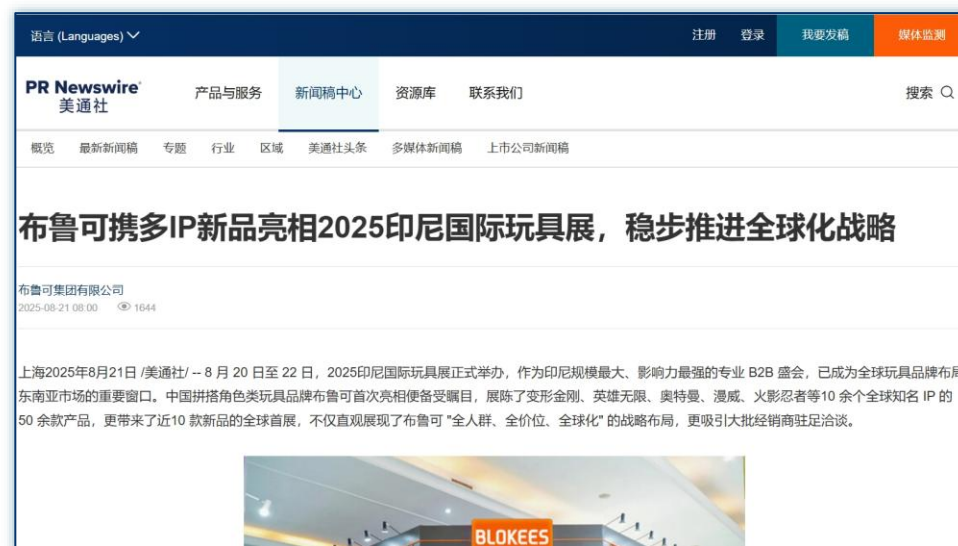 语言 (Languages)
注册 登录 我要发稿 媒体监测
PR Newswire
美通社
产品与服务 新闻稿中心 资源库 联系我们 搜索
概览 最新新闻稿 专题 行业 区域 美通社头条 多媒体新闻稿 上市公司新闻稿
布鲁可携多IP新品亮相2025印尼国际玩具展，稳步推进全球化战略
布鲁可集团有限公司
2025-08-21 08:00 1644
上海2025年8月21日 /美通社/ -- 8 月 20 日至 22 日，2025印尼国际玩具展正式举办，作为印尼规模最大、影响力最强的专业 B2B 盛会，已成为全球玩具品牌布局
东南亚市场的重要窗口。中国拼搭角色类玩具品牌布鲁可首次亮相便备受瞩目，展陈了变形金刚、英雄无限、奥特曼、漫威、火影忍者等10 余个全球知名 IP 的
50 余款产品，更带来了近10 款新品的全球首展，不仅直观展现了布鲁可 "全人群、全价位、全球化" 的战略布局，更吸引大批经销商驻足洽谈。
BLOKEES